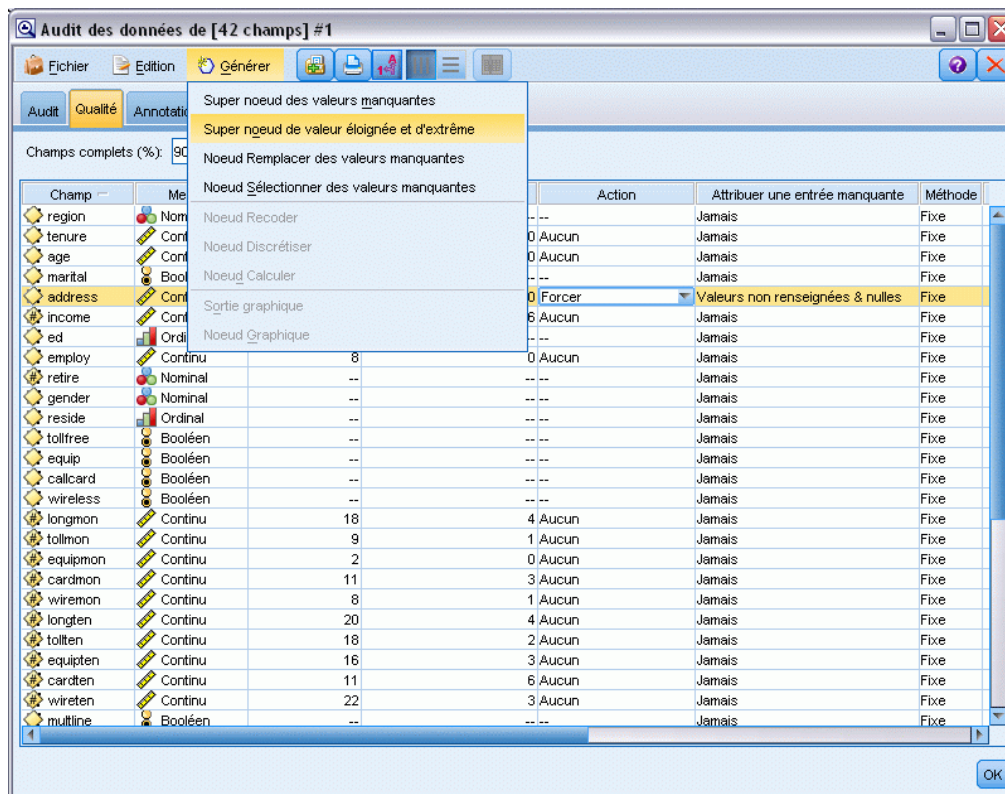 Audit des données de [42 champs] #1
Fichier Edition Générer
Audit Qualité Annotatio
Super noeud des valeurs manquantes
Super noeud de valeur éloignée et d'extrême
Noeud Remplacer des valeurs manquantes
Noeud Sélectionner des valeurs manquantes
Noeud Recoder
Noeud Discrétiser
Noeud Calculer
Sortie graphique
Noeud Graphique
Champs complets (%): 90
Champ Me Action Attribuer une entrée manquante Méthode
region Nom -- -- Jamais Fixe
tenure Cont 0 Aucun Jamais Fixe
age Cont 0 Aucun Jamais Fixe
marital Bool -- -- Jamais Fixe
address Cont 0 Forcer Valeurs non renseignées & nulles Fixe
income Cont 6 Aucun Jamais Fixe
ed Ordi -- -- Jamais Fixe
employ Continu 8 0 Aucun Jamais Fixe
retire Nominal -- -- -- Jamais Fixe
gender Nominal -- -- -- Jamais Fixe
reside Ordinal -- -- -- Jamais Fixe
tollfree Booléen -- -- -- Jamais Fixe
equip Booléen -- -- -- Jamais Fixe
callcard Booléen -- -- -- Jamais Fixe
wireless Booléen -- -- -- Jamais Fixe
longmon Continu 18 4 Aucun Jamais Fixe
tollmon Continu 9 1 Aucun Jamais Fixe
equipmon Continu 2 0 Aucun Jamais Fixe
cardmon Continu 11 3 Aucun Jamais Fixe
wiremon Continu 8 1 Aucun Jamais Fixe
longten Continu 20 4 Aucun Jamais Fixe
tollten Continu 18 2 Aucun Jamais Fixe
equipten Continu 16 3 Aucun Jamais Fixe
cardten Continu 11 6 Aucun Jamais Fixe
wireten Continu 22 3 Aucun Jamais Fixe
multline Booléen -- -- -- Jamais Fixe
OK